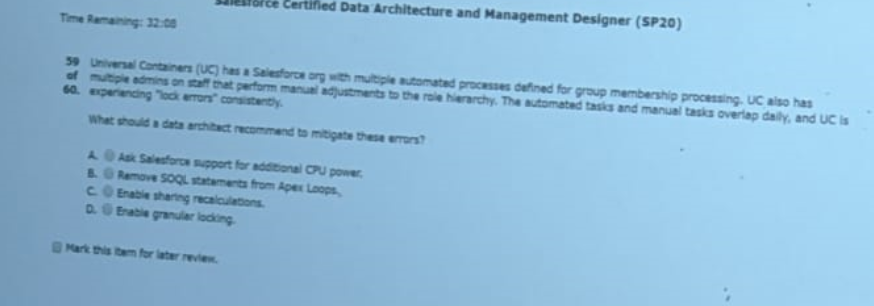 Salesforce Certified Data Architecture and Management Designer (SP20)
Time Remaining: 32:08
59 Universal Containers (UC) has a Salesforce org with multiple automated processes defined for group membership processing. UC also has
of multiple admins on staff that perform manual adjustments to the role hierarchy. The automated tasks and manual tasks overlap daily, and UC is
60. experiencing "lock errors" consistently.
What should a data architect recommend to mitigate these errors?
A. Ask Salesforce support for additional CPU power.
B. Remove SOQL statements from Apex Loops.
C. Enable sharing recalculations.
D. Enable granular locking.
Mark this item for later review.